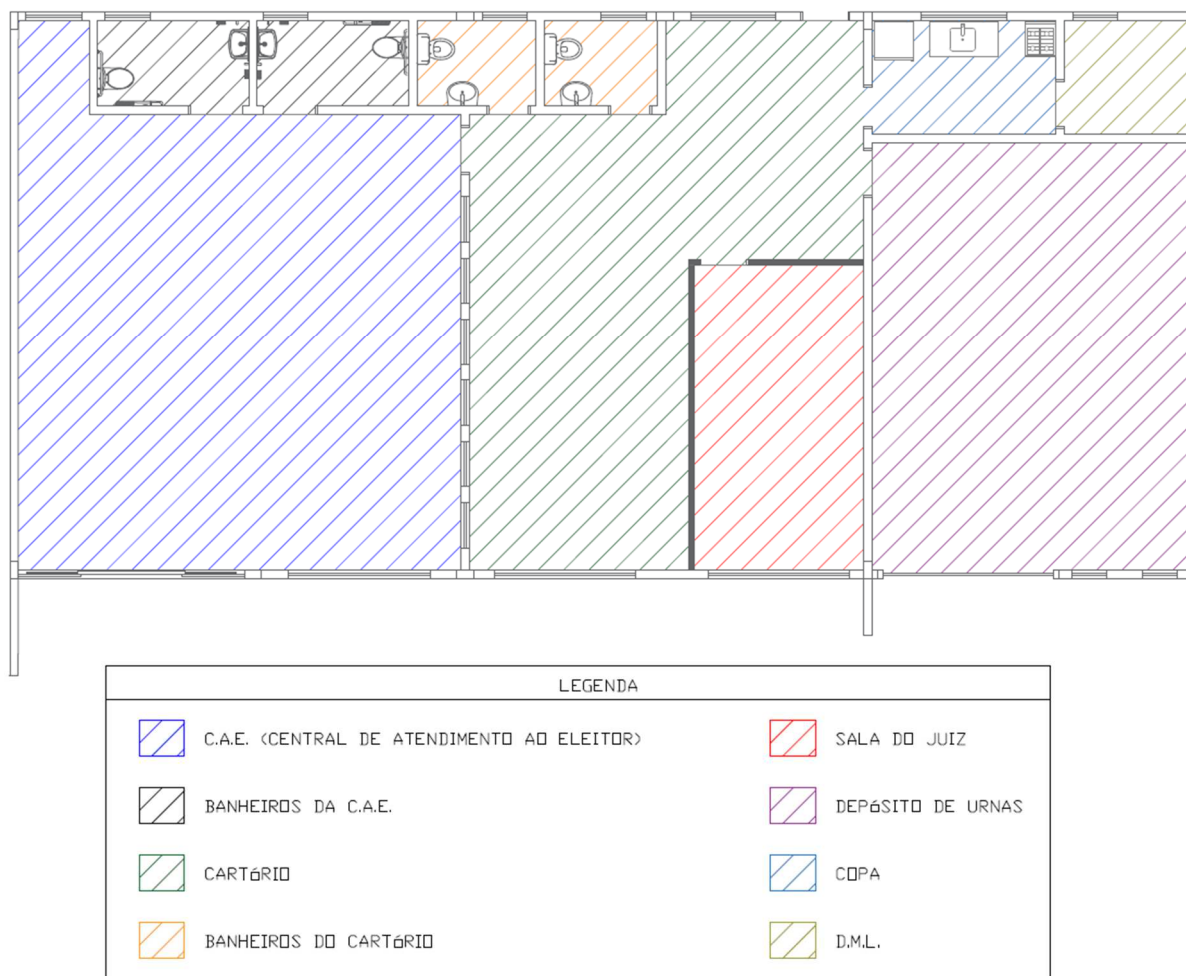 LEGENDA
C.A.E. (CENTRAL DE ATENDIMENTO AO ELEITOR)
SALA DO JUIZ
BANHEIROS DA C.A.E.
DEPóSITO DE URNAS
CARTóRIO
COPA
BANHEIROS DO CARTóRIO
D.M.L.